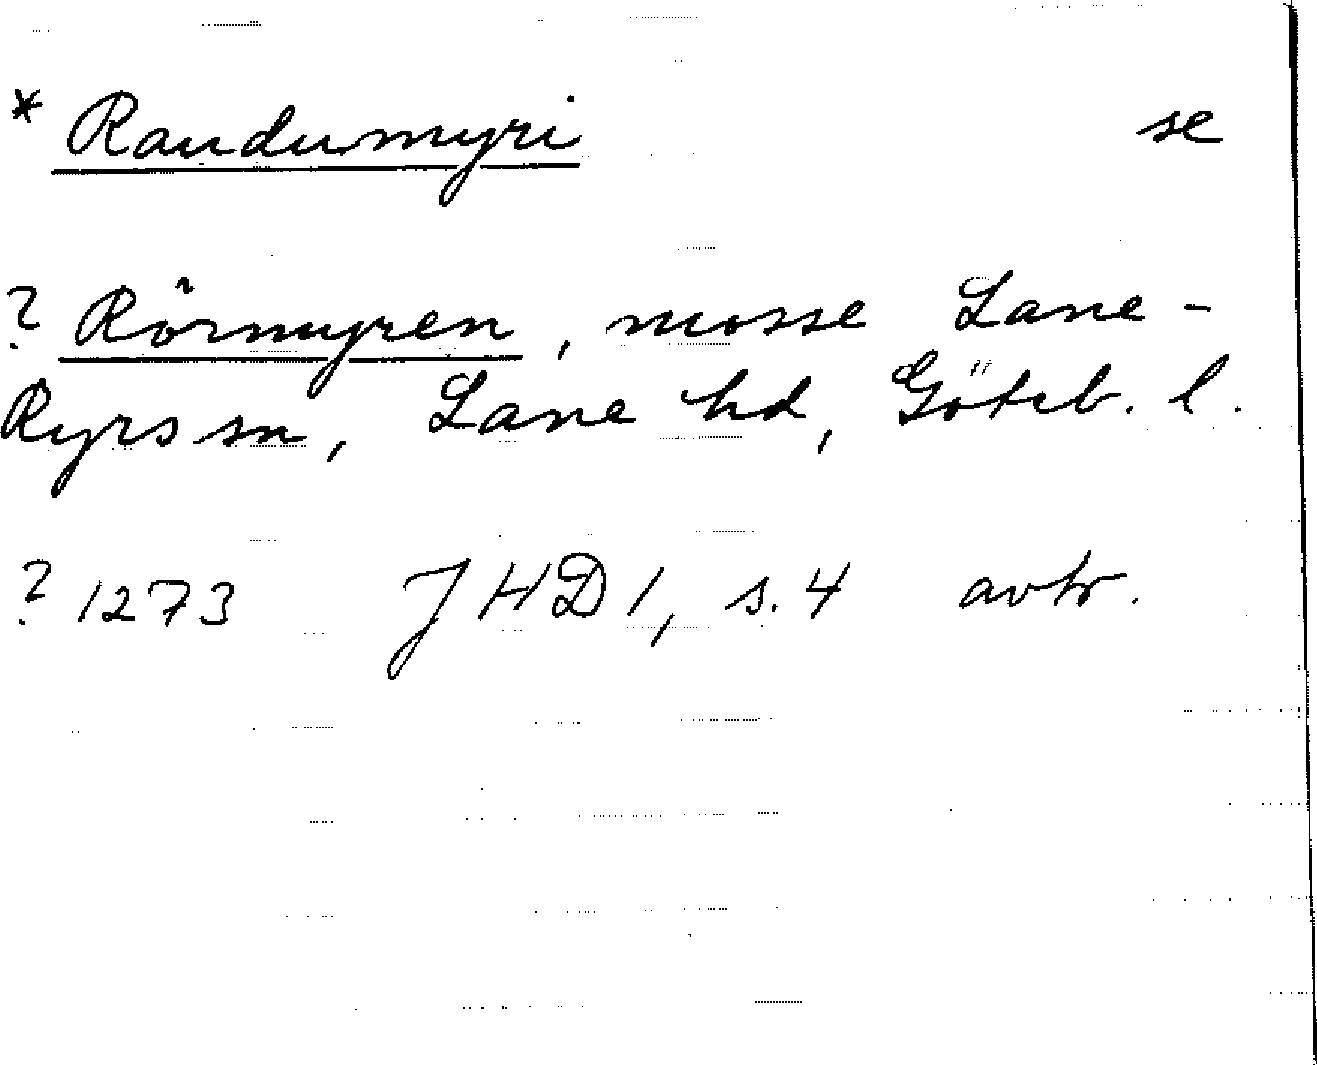 * Raudumyri se
? Rörmyren, mosse Lane-
Ryrs sn, Lane hd, Göteb. l.
? 1273 JHD 1, s. 4 avtr.